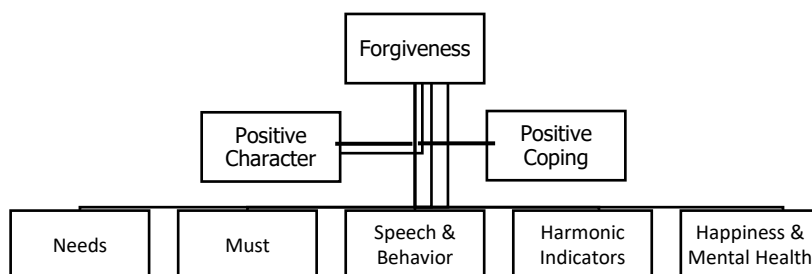 Forgiveness
Positive
Character
Positive
Coping
Needs
Must
Speech &
Behavior
Harmonic
Indicators
Happiness &
Mental Health